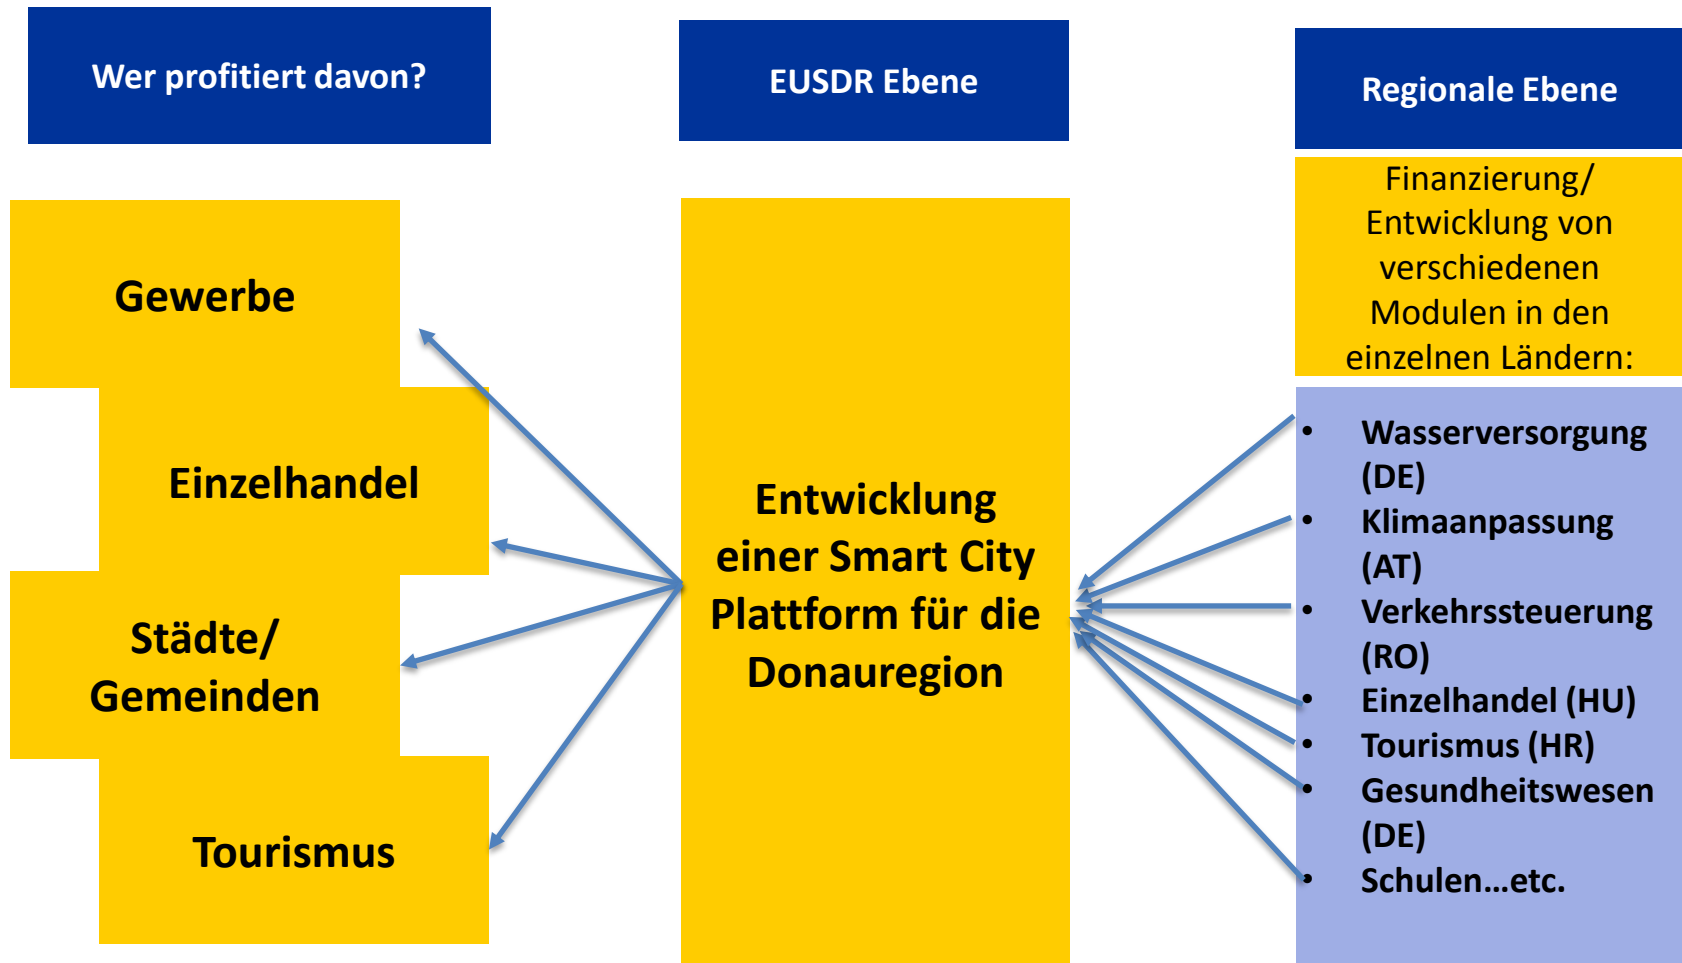 Wer profitiert davon?
EUSDR Ebene
Regionale Ebene
Gewerbe
Einzelhandel
Städte/
Gemeinden
Tourismus
Entwicklung
einer Smart City
Plattform für die
Donauregion
Finanzierung/
Entwicklung von
verschiedenen
Modulen in den
einzelnen Ländern:
• Wasserversorgung
(DE)
• Klimaanpassung
(AT)
• Verkehrssteuerung
(RO)
• Einzelhandel (HU)
• Tourismus (HR)
• Gesundheitswesen
(DE)
• Schulen...etc.